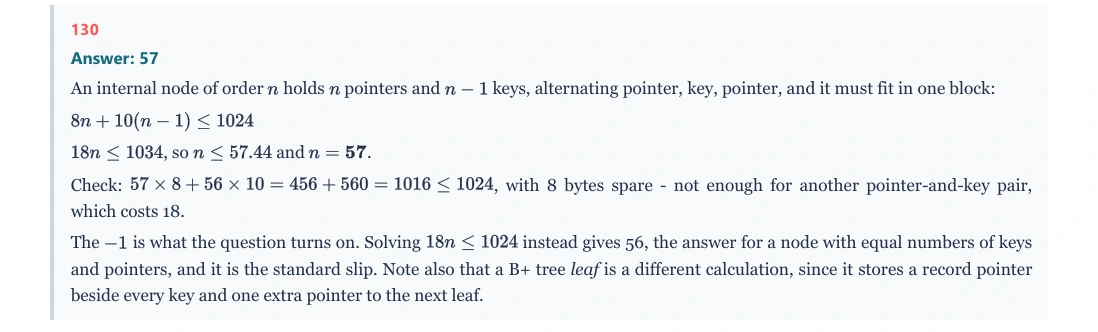 130
Answer: 57
An internal node of order n holds n pointers and n − 1 keys, alternating pointer, key, pointer, and it must fit in one block:
8n + 10(n − 1) ≤ 1024
18n ≤ 1034, so n ≤ 57.44 and n = 57.
Check: 57 × 8 + 56 × 10 = 456 + 560 = 1016 ≤ 1024, with 8 bytes spare - not enough for another pointer-and-key pair,
which costs 18.
The −1 is what the question turns on. Solving 18n ≤ 1024 instead gives 56, the answer for a node with equal numbers of keys
and pointers, and it is the standard slip. Note also that a B+ tree leaf is a different calculation, since it stores a record pointer
beside every key and one extra pointer to the next leaf.